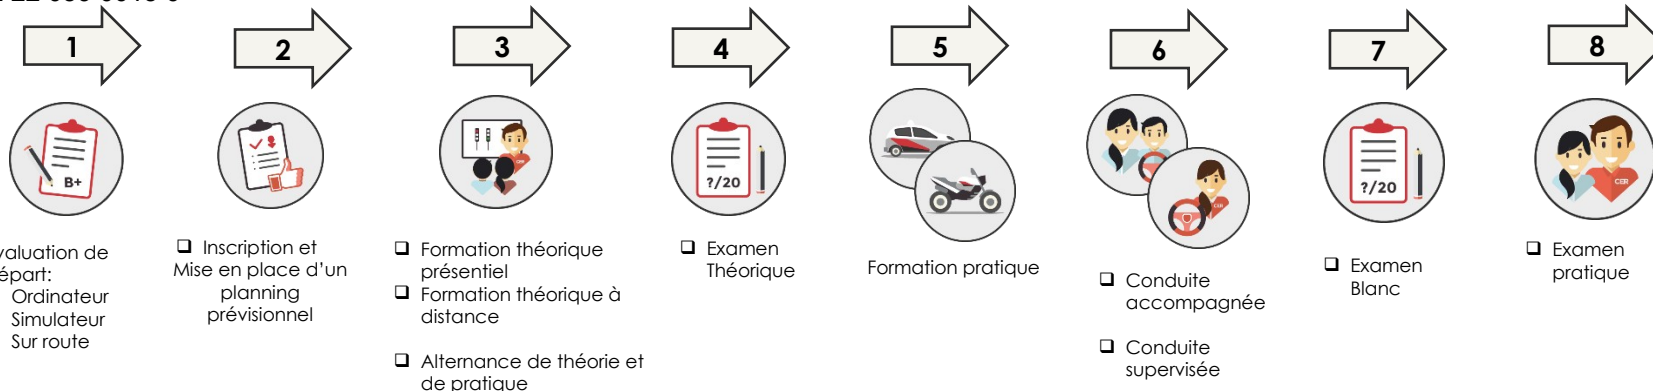 1
2
3
4
5
6
7
8
B+
?/20
?/20
CER
CER
valuation de
Ordinateur
Simulateur
Sur route
Inscription et
Mise en place d’un
planning
prévisionnel
Formation théorique
présentiel
Formation théorique à
distance
Alternance de théorie et
de pratique
Examen
Théorique
Formation pratique
Conduite
accompagnée
Conduite
supervisée
Examen
Blanc
Examen
pratique